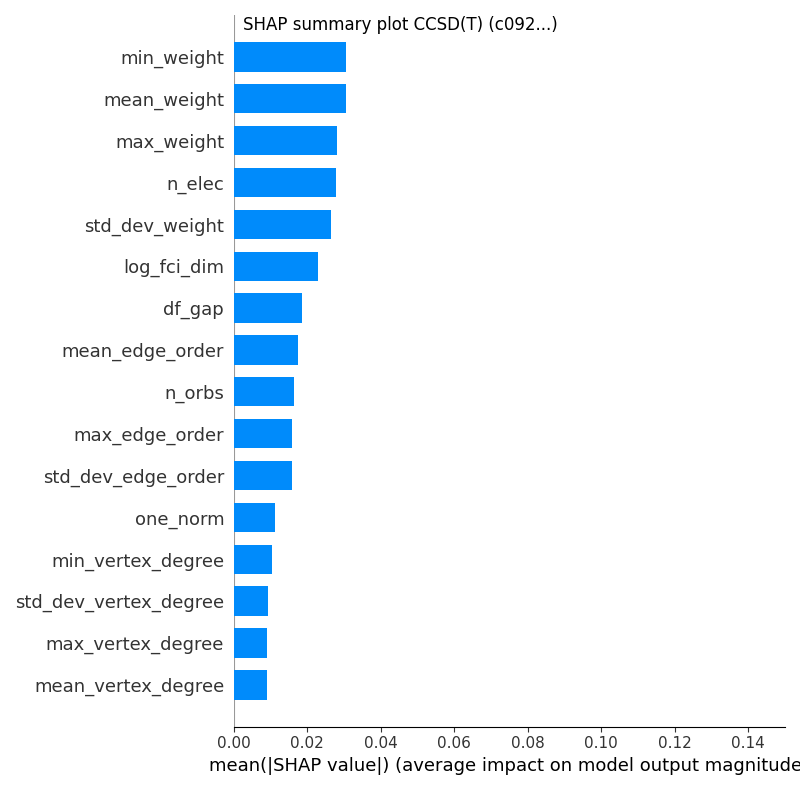 SHAP summary plot CCSD(T) (c092...)
min_weight
mean_weight
max_weight
n_elec
std_dev_weight
log_fci_dim
df_gap
mean_edge_order
n_orbs
max_edge_order
std_dev_edge_order
one_norm
min_vertex_degree
std_dev_vertex_degree
max_vertex_degree
mean_vertex_degree
0.00 0.02 0.04 0.06 0.08 0.10 0.12 0.14
mean(|SHAP value|) (average impact on model output magnitude